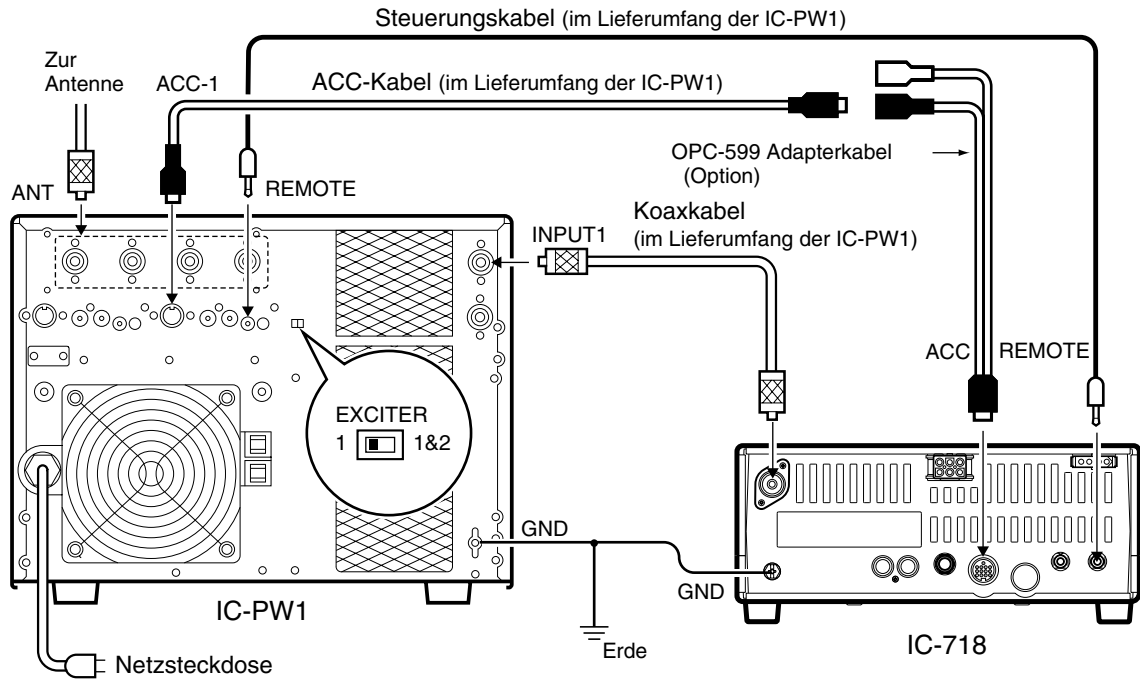 Steuerungskabel (im Lieferumfang der IC-PW1)
Zur
Antenne
ACC-1
ACC-Kabel (im Lieferumfang der IC-PW1)
OPC-599 Adapterkabel
(Option)
ANT
REMOTE
Koaxkabel
(im Lieferumfang der IC-PW1)
INPUT1
ACC
REMOTE
EXCITER
1
1&2
GND
GND
IC-PW1
Erde
IC-718
Netzsteckdose